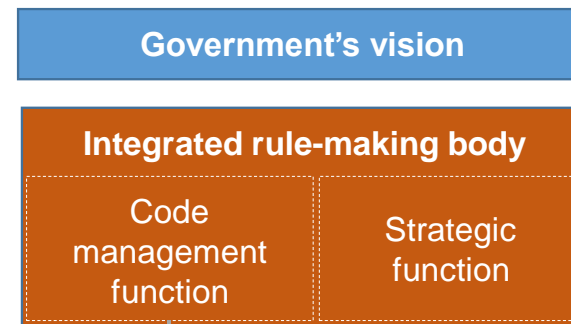 Government’s vision
Integrated rule-making body
Code
management
function
Strategic
function